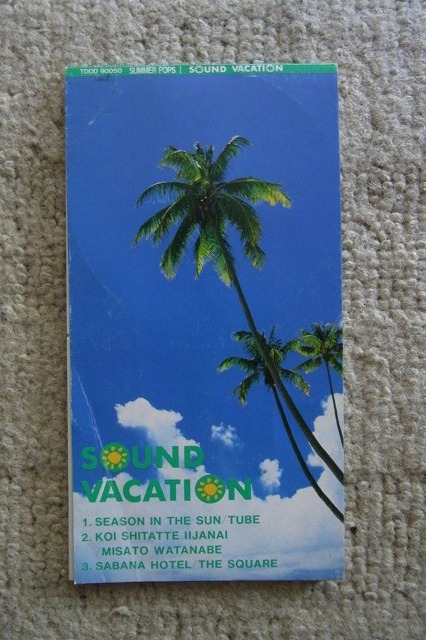 TDDD 90050 SUMMER POPS | SOUND VACATION
SOUND
VACATION
1. SEASON IN THE SUN/TUBE
2. KOI SHITATTE IIJANAI
/MISATO WATANABE
3. SABANA HOTEL/THE SQUARE